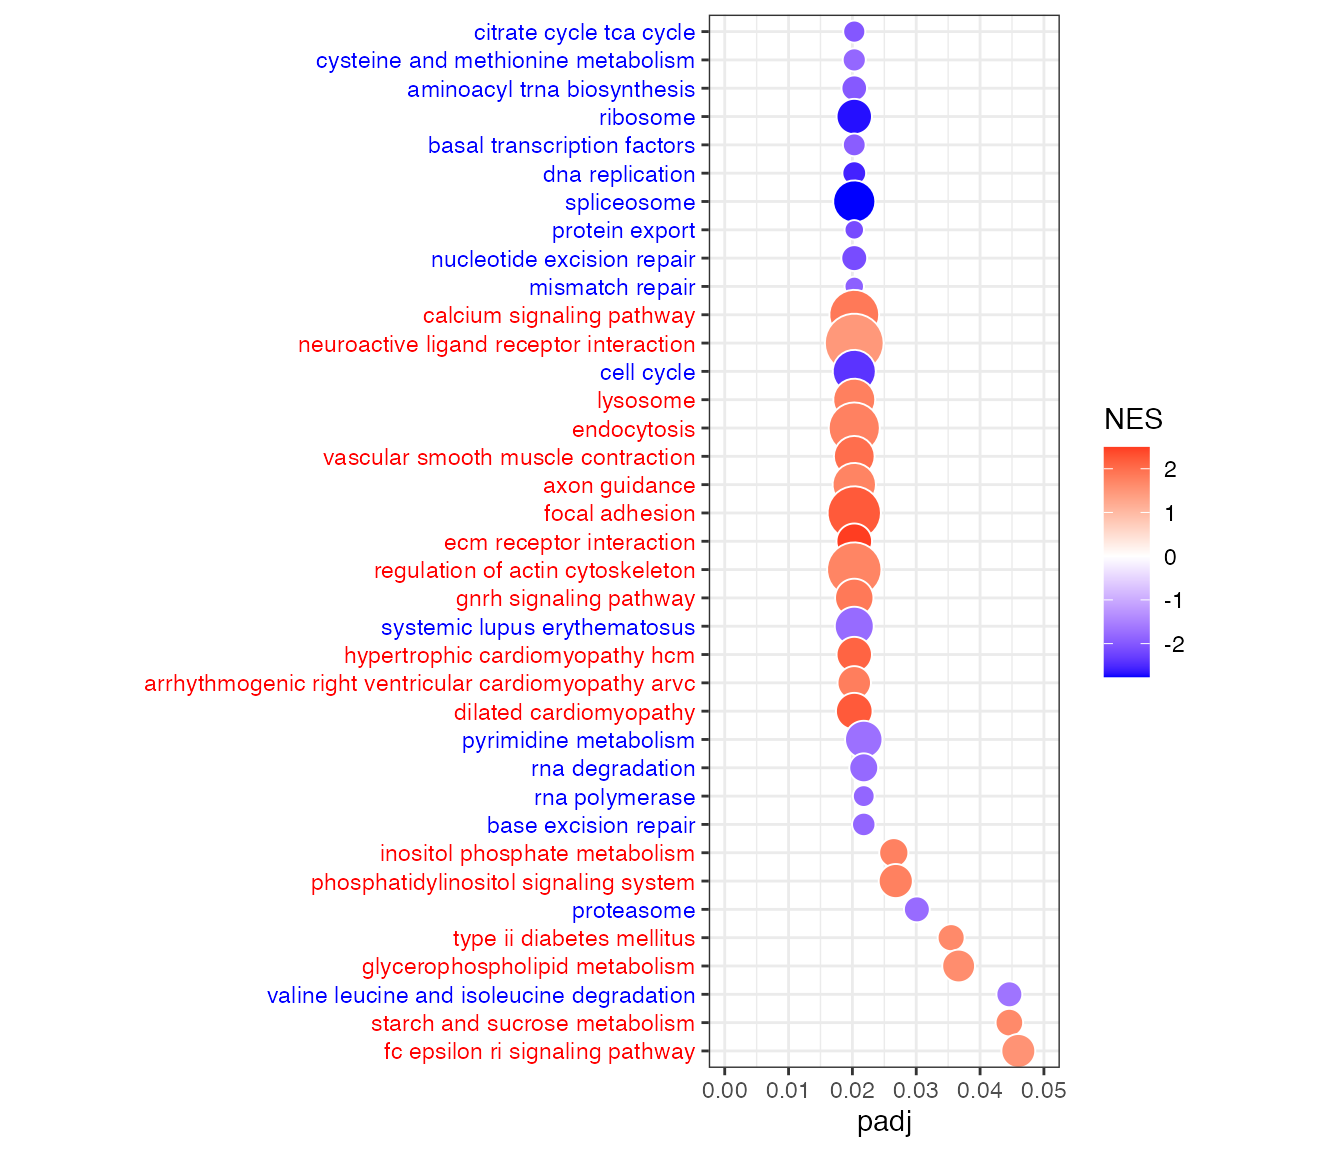 citrate cycle tca cycle
cysteine and methionine metabolism
aminoacyl trna biosynthesis
ribosome
basal transcription factors
dna replication
spliceosome
protein export
nucleotide excision repair
mismatch repair
calcium signaling pathway
neuroactive ligand receptor interaction
cell cycle
lysosome
endocytosis
vascular smooth muscle contraction
axon guidance
focal adhesion
ecm receptor interaction
regulation of actin cytoskeleton
gnrh signaling pathway
systemic lupus erythematosus
hypertrophic cardiomyopathy hcm
arrhythmogenic right ventricular cardiomyopathy arvc
dilated cardiomyopathy
pyrimidine metabolism
rna degradation
rna polymerase
base excision repair
inositol phosphate metabolism
phosphatidylinositol signaling system
proteasome
type ii diabetes mellitus
glycerophospholipid metabolism
valine leucine and isoleucine degradation
starch and sucrose metabolism
fc epsilon ri signaling pathway
0.00 0.01 0.02 0.03 0.04 0.05
padj
NES
2
1
0
-1
-2